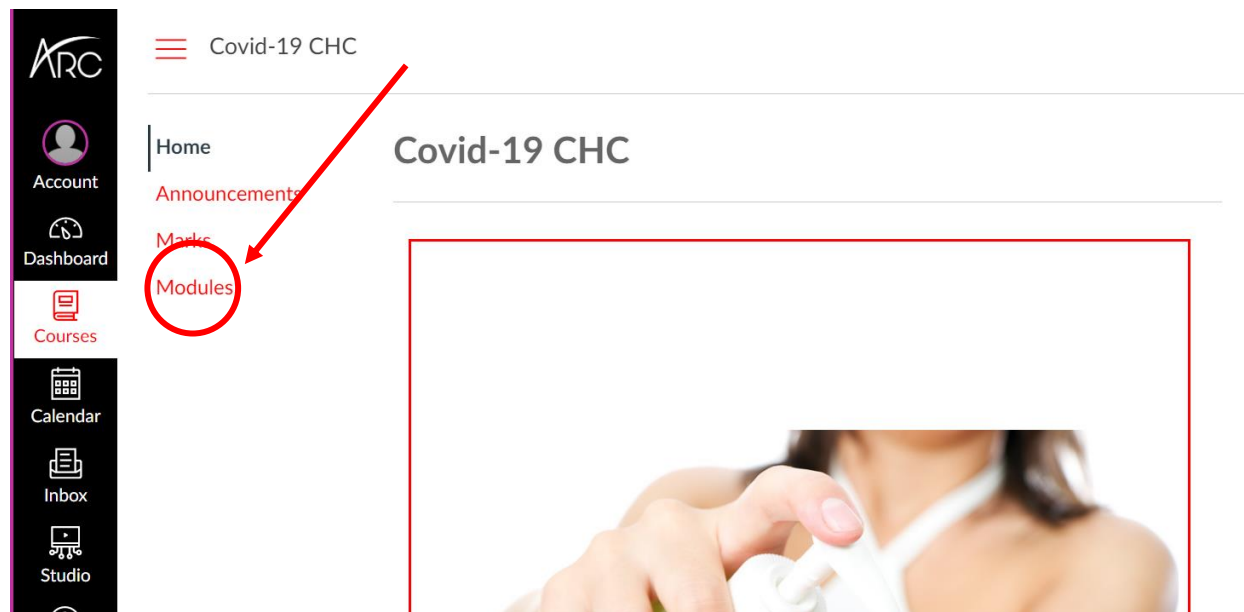 ARC
Account
Dashboard
Courses
Calendar
Inbox
Studio
Covid-19 CHC
Home
Announcements
Marks
Modules
Covid-19 CHC